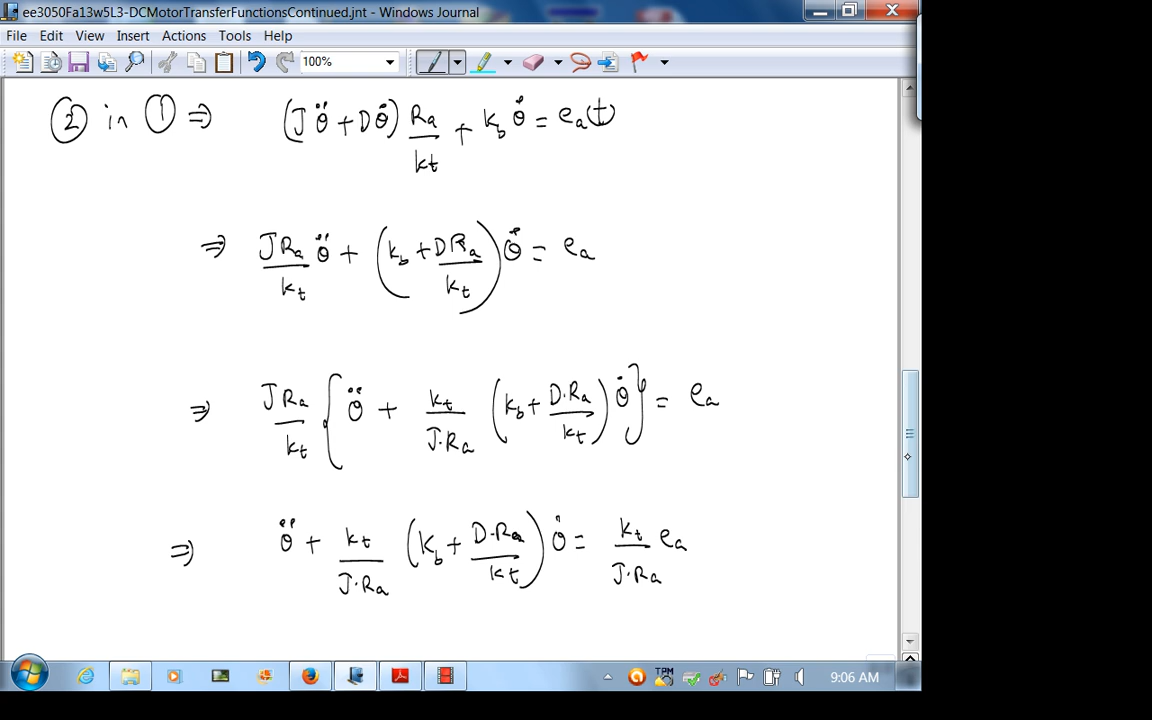 ee3050Fa13w5L3-DCMotorTransferFunctionsContinued.jnt - Windows Journal
File Edit View Insert Actions Tools Help
100%
② in ① ⇒ (Jθ̈ + Dθ̇) Ra/kt + kb θ̇ = ea(t)
⇒ JRa/kt θ̈ + (kb + DRa/kt) θ̇ = ea
⇒ JRa/kt { θ̈ + kt/J·Ra (kb + D·Ra/kt) θ̇ } = ea
⇒ θ̈ + kt/J·Ra (kb + D·Ra/kt) θ̇ = kt/J·Ra ea
TPM
9:06 AM